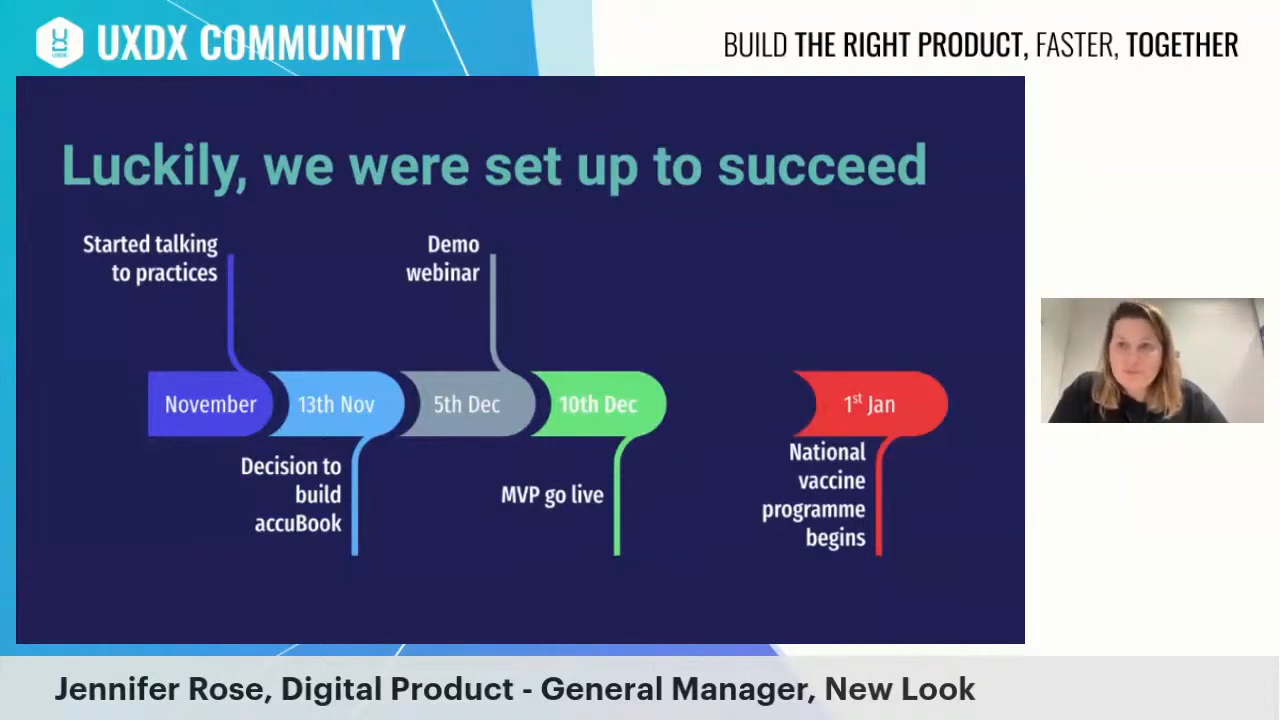 UXDX COMMUNITY
BUILD THE RIGHT PRODUCT, FASTER, TOGETHER
Luckily, we were set up to succeed
Started talking
to practices
Demo
webinar
November
13th Nov
5th Dec
10th Dec
1st Jan
Decision to
build
accuBook
MVP go live
National
vaccine
programme
begins
Jennifer Rose, Digital Product - General Manager, New Look